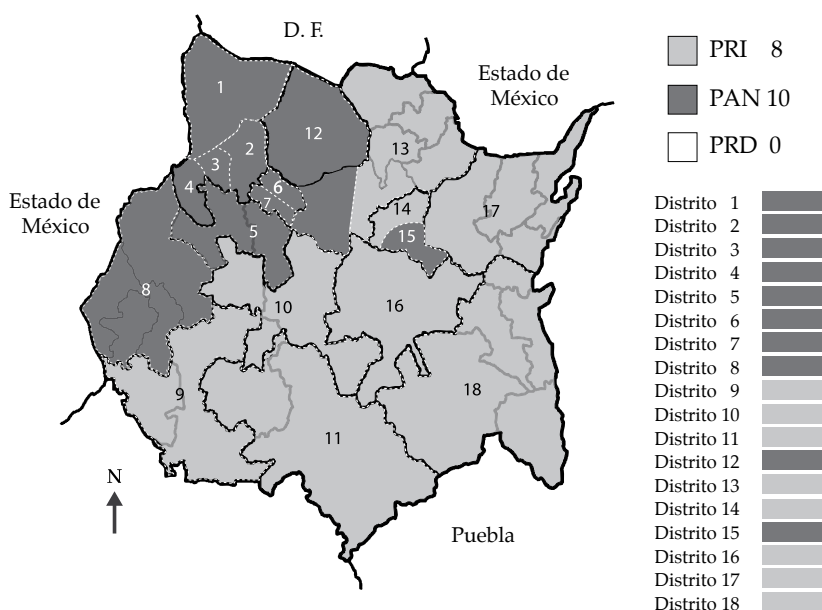 D. F.
Estado de
México
Estado de
México
Puebla
N
1
2
3
4
5
6
7
8
9
10
11
12
13
14
15
16
17
18
PRI 8
PAN 10
PRD 0
Distrito 1
Distrito 2
Distrito 3
Distrito 4
Distrito 5
Distrito 6
Distrito 7
Distrito 8
Distrito 9
Distrito 10
Distrito 11
Distrito 12
Distrito 13
Distrito 14
Distrito 15
Distrito 16
Distrito 17
Distrito 18